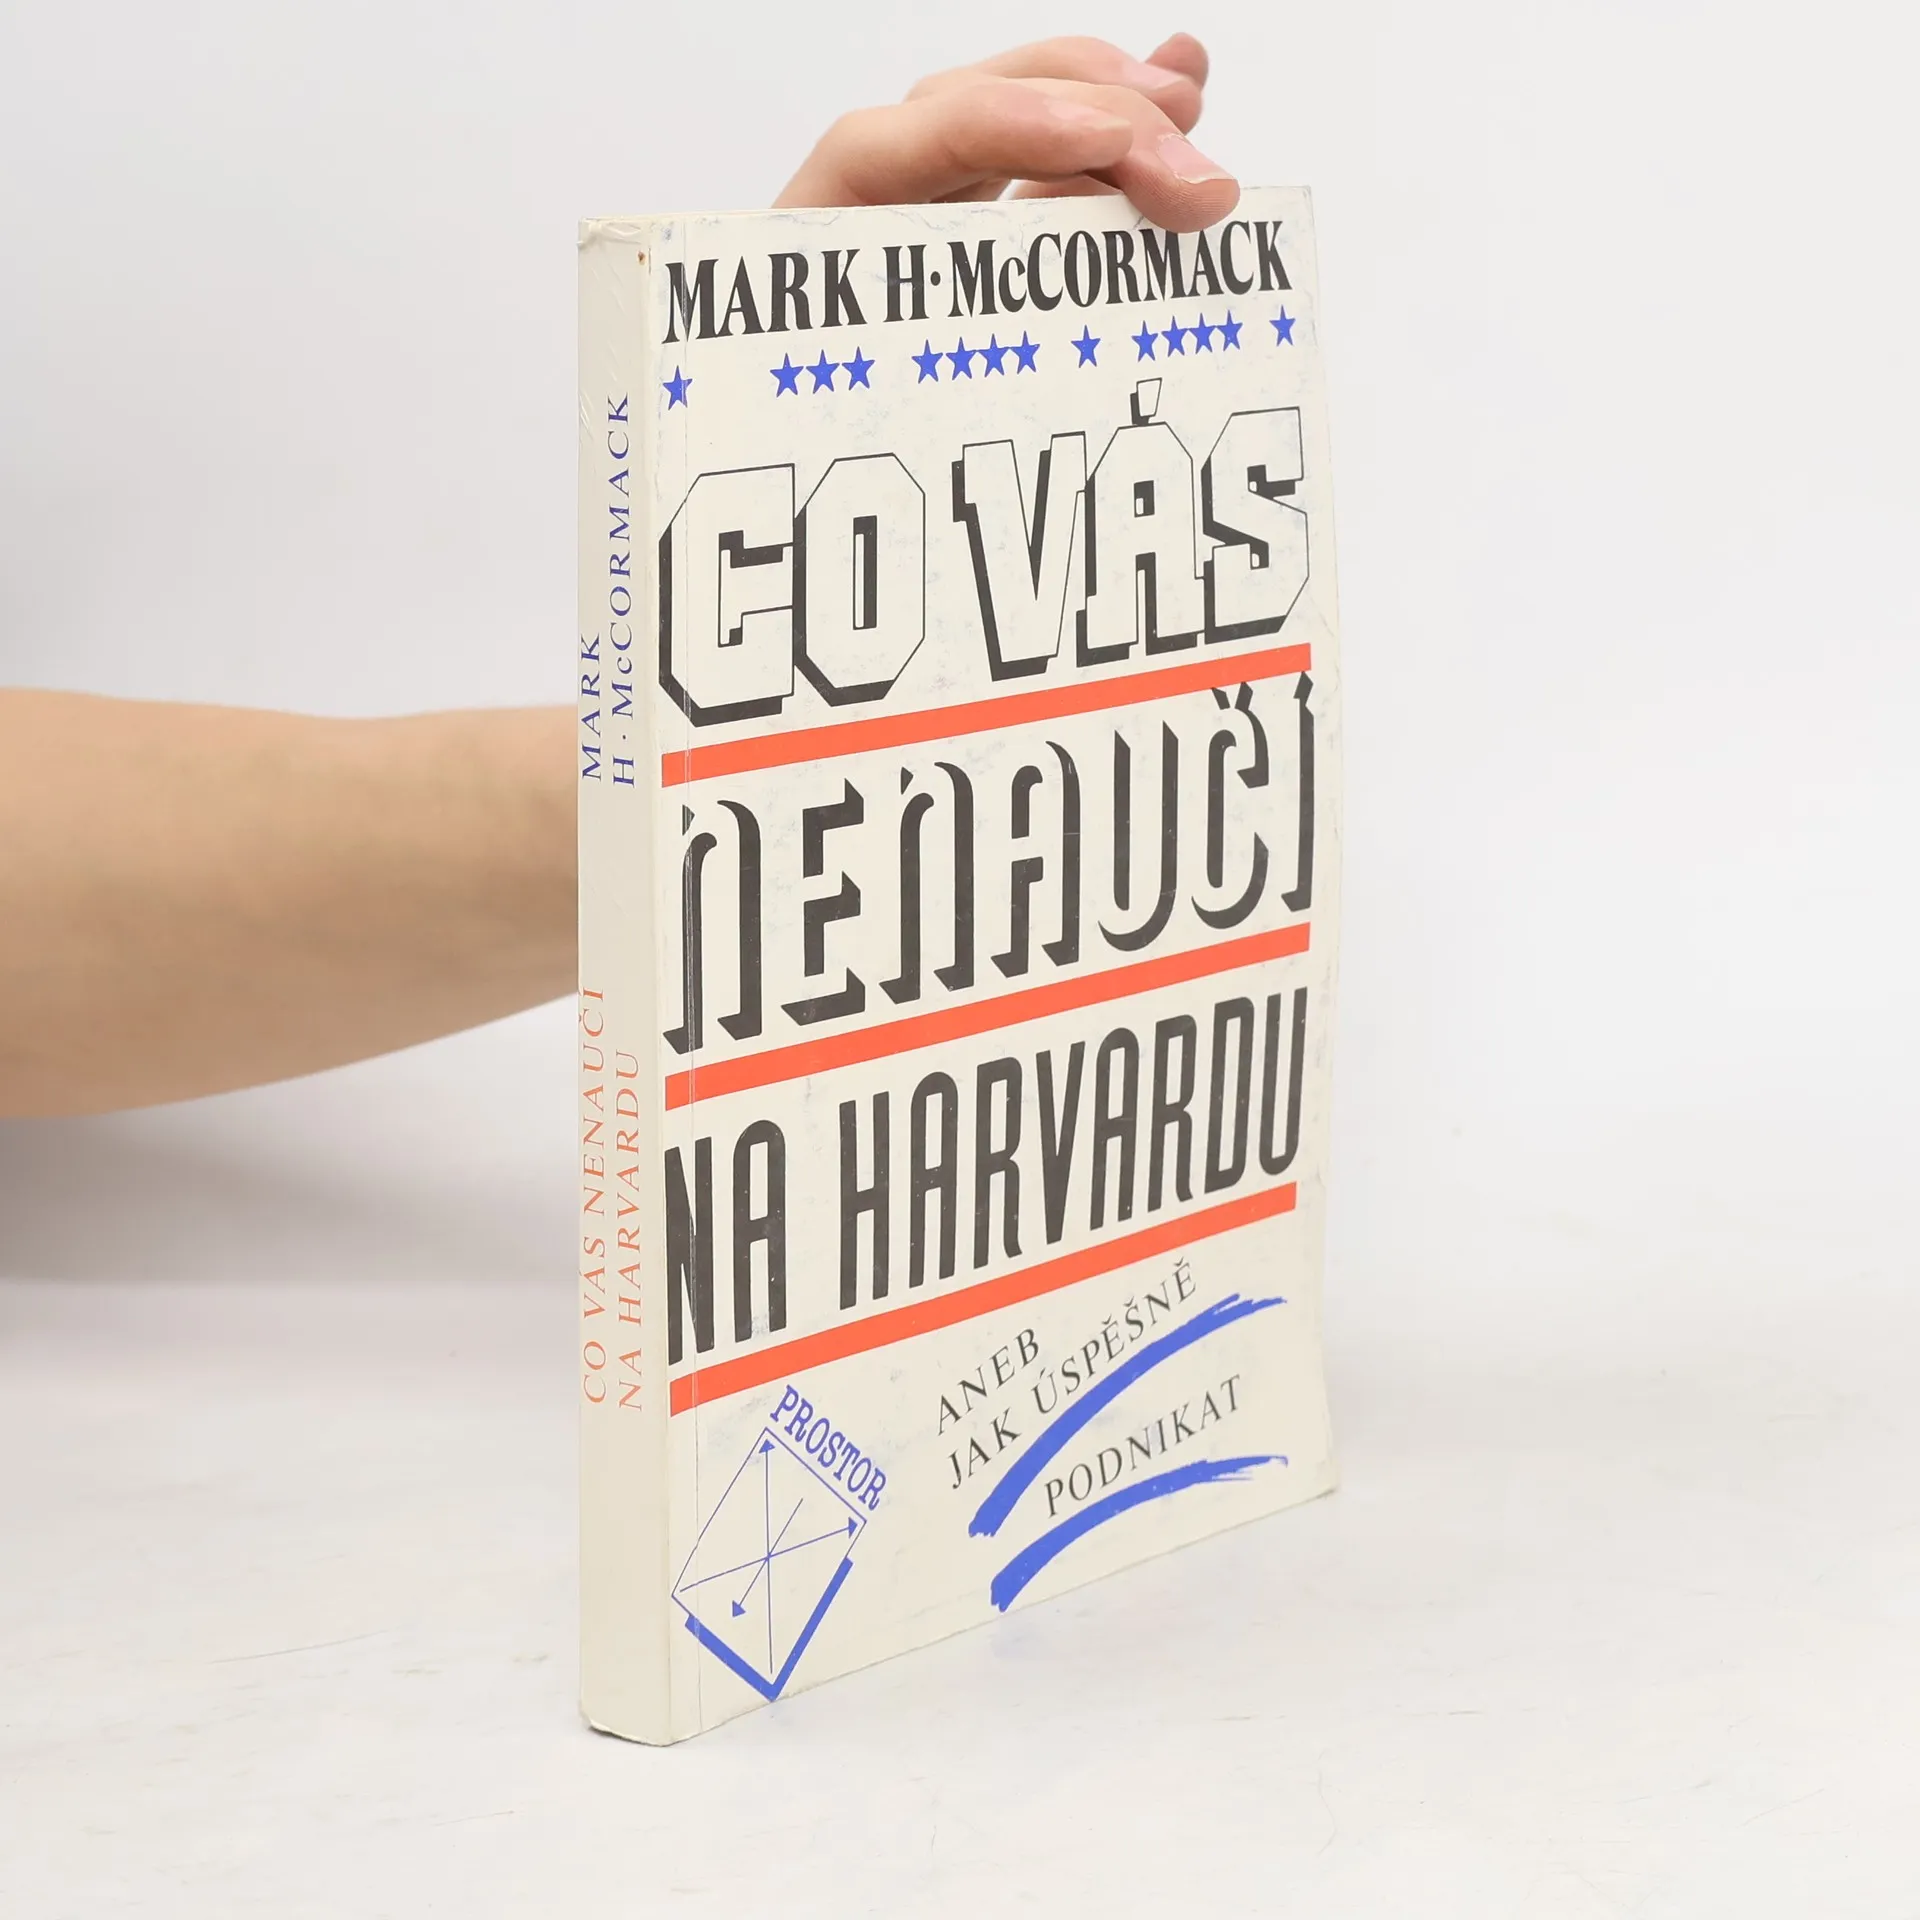 MARK H·McCORMACK
CO VÁS
NENAUČÍ
NA HARVARDU
ANEB
JAK ÚSPĚŠNĚ
PODNIKAT
PROSTOR
MARK
H·McCORMACK
CO VÁS NENAUČÍ
NA HARVARDU